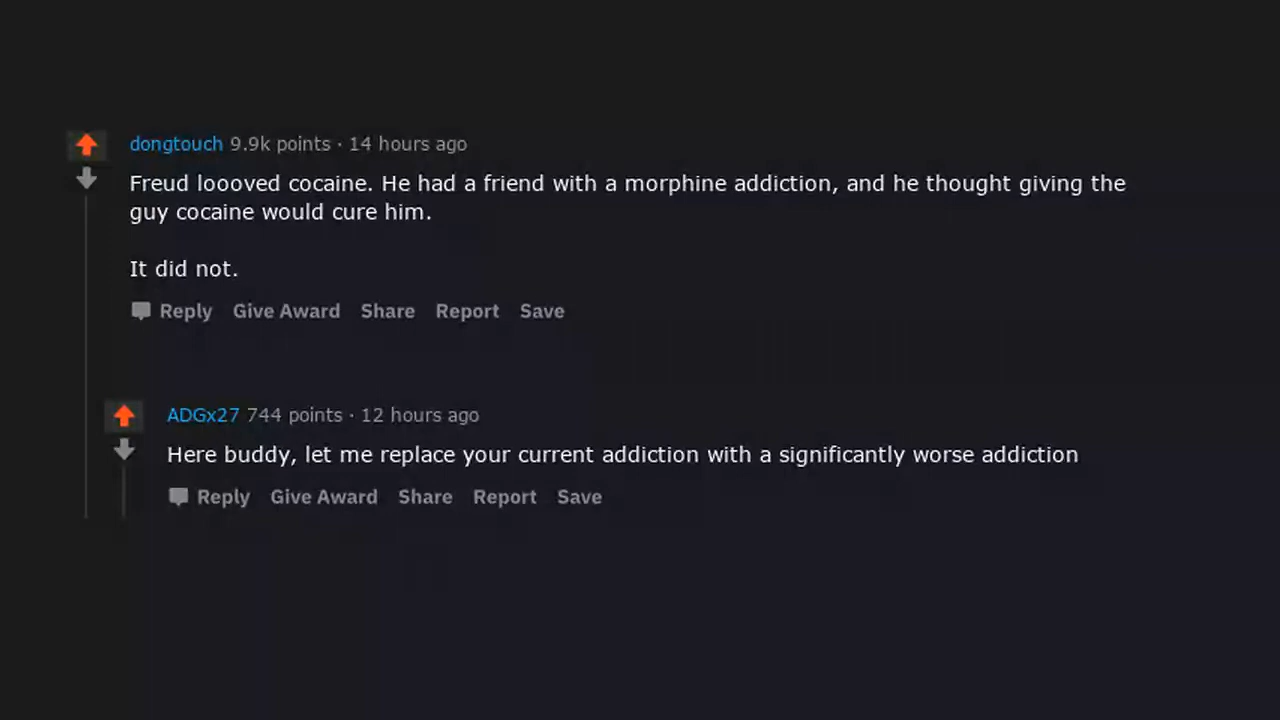 dongtouch 9.9k points · 14 hours ago
Freud loooved cocaine. He had a friend with a morphine addiction, and he thought giving the
guy cocaine would cure him.
It did not.
Reply Give Award Share Report Save
ADGx27 744 points · 12 hours ago
Here buddy, let me replace your current addiction with a significantly worse addiction
Reply Give Award Share Report Save